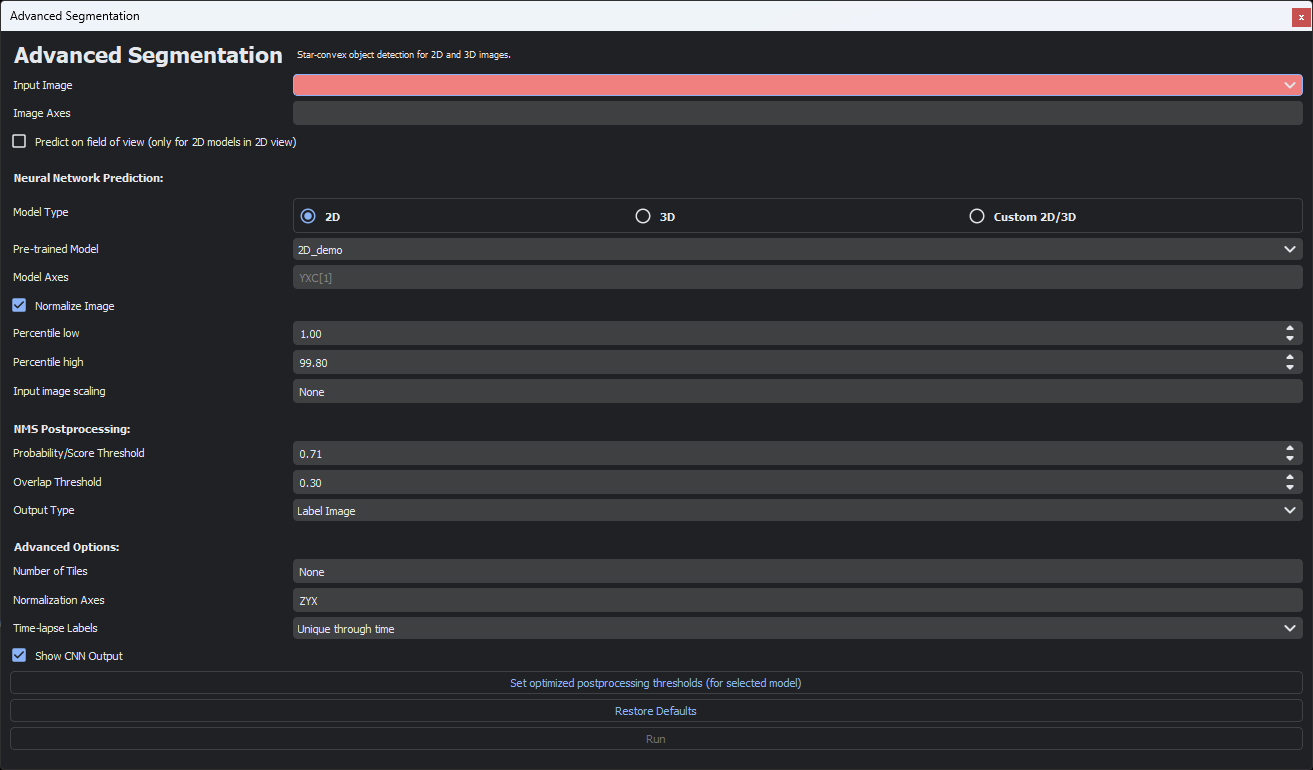 Advanced Segmentation
x
Advanced Segmentation Star-convex object detection for 2D and 3D images.
Input Image
Image Axes
Predict on field of view (only for 2D models in 2D view)
Neural Network Prediction:
Model Type 2D 3D Custom 2D/3D
Pre-trained Model 2D_demo
Model Axes YXC[1]
Normalize Image
Percentile low 1.00
Percentile high 99.80
Input image scaling None
NMS Postprocessing:
Probability/Score Threshold 0.71
Overlap Threshold 0.30
Output Type Label Image
Advanced Options:
Number of Tiles None
Normalization Axes ZYX
Time-lapse Labels Unique through time
Show CNN Output
Set optimized postprocessing thresholds (for selected model)
Restore Defaults
Run